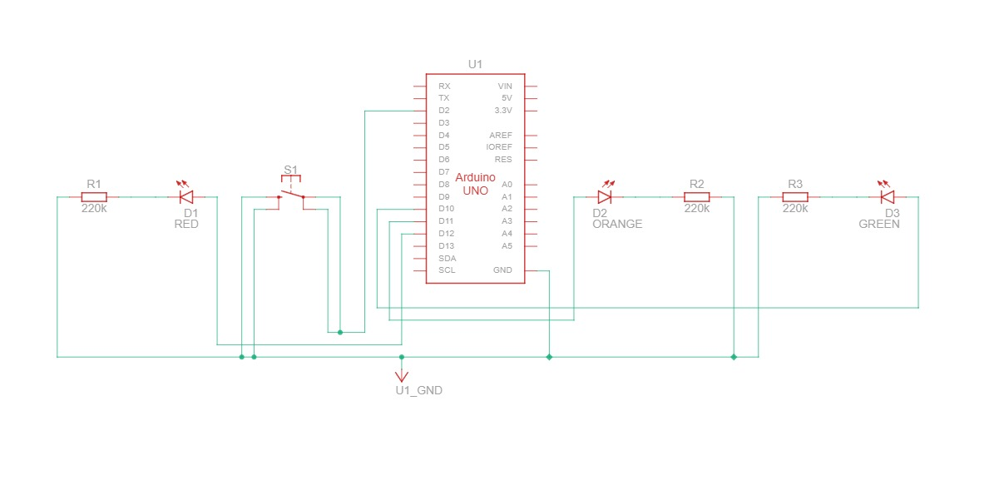 U1
RX VIN
TX 5V
D2 3.3V
D3
D4 AREF
D5 IOREF
D6 RES
D7
Arduino
UNO
D8 A0
D9 A1
D10 A2
D11 A3
D12 A4
D13 A5
SDA
SCL GND
R1
220k
D1
RED
S1
D2
ORANGE
R2
220k
R3
220k
D3
GREEN
U1_GND